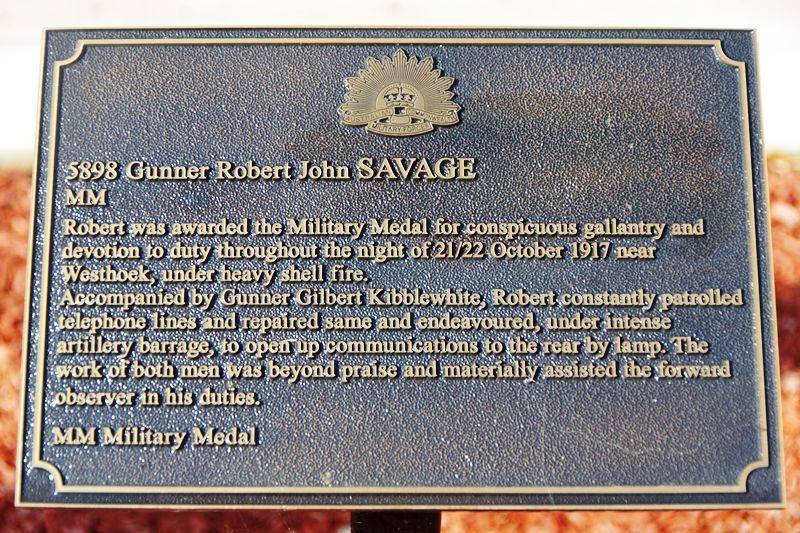 5898 Gunner Robert John SAVAGE
MM
Robert was awarded the Military Medal for conspicuous gallantry and
devotion to duty throughout the night of 21/22 October 1917 near
Westhoek, under heavy shell fire.
Accompanied by Gunner Gilbert Kibblewhite, Robert constantly patrolled
telephone lines and repaired same and endeavoured, under intense
artillery barrage, to open up communications to the rear by lamp. The
work of both men was beyond praise and materially assisted the forward
observer in his duties.
MM Military Medal